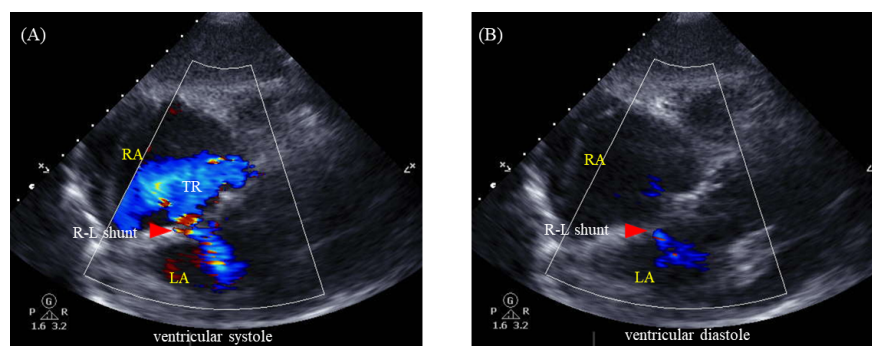 (A)
RA
TR
R-L shunt
LA
G
P R
1.6 3.2
ventricular systole
(B)
RA
R-L shunt
LA
G
P R
1.6 3.2
ventricular diastole